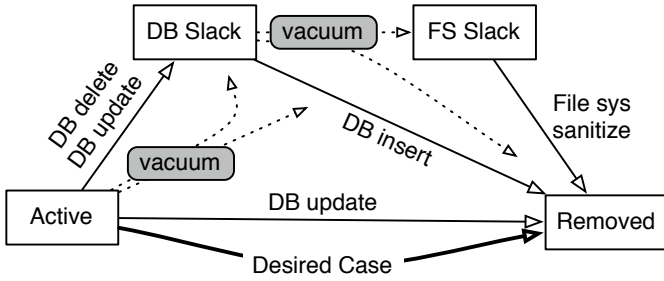 DB Slack
vacuum
FS Slack
DB delete
DB update
File sys
sanitize
vacuum
DB insert
Active
DB update
Removed
Desired Case